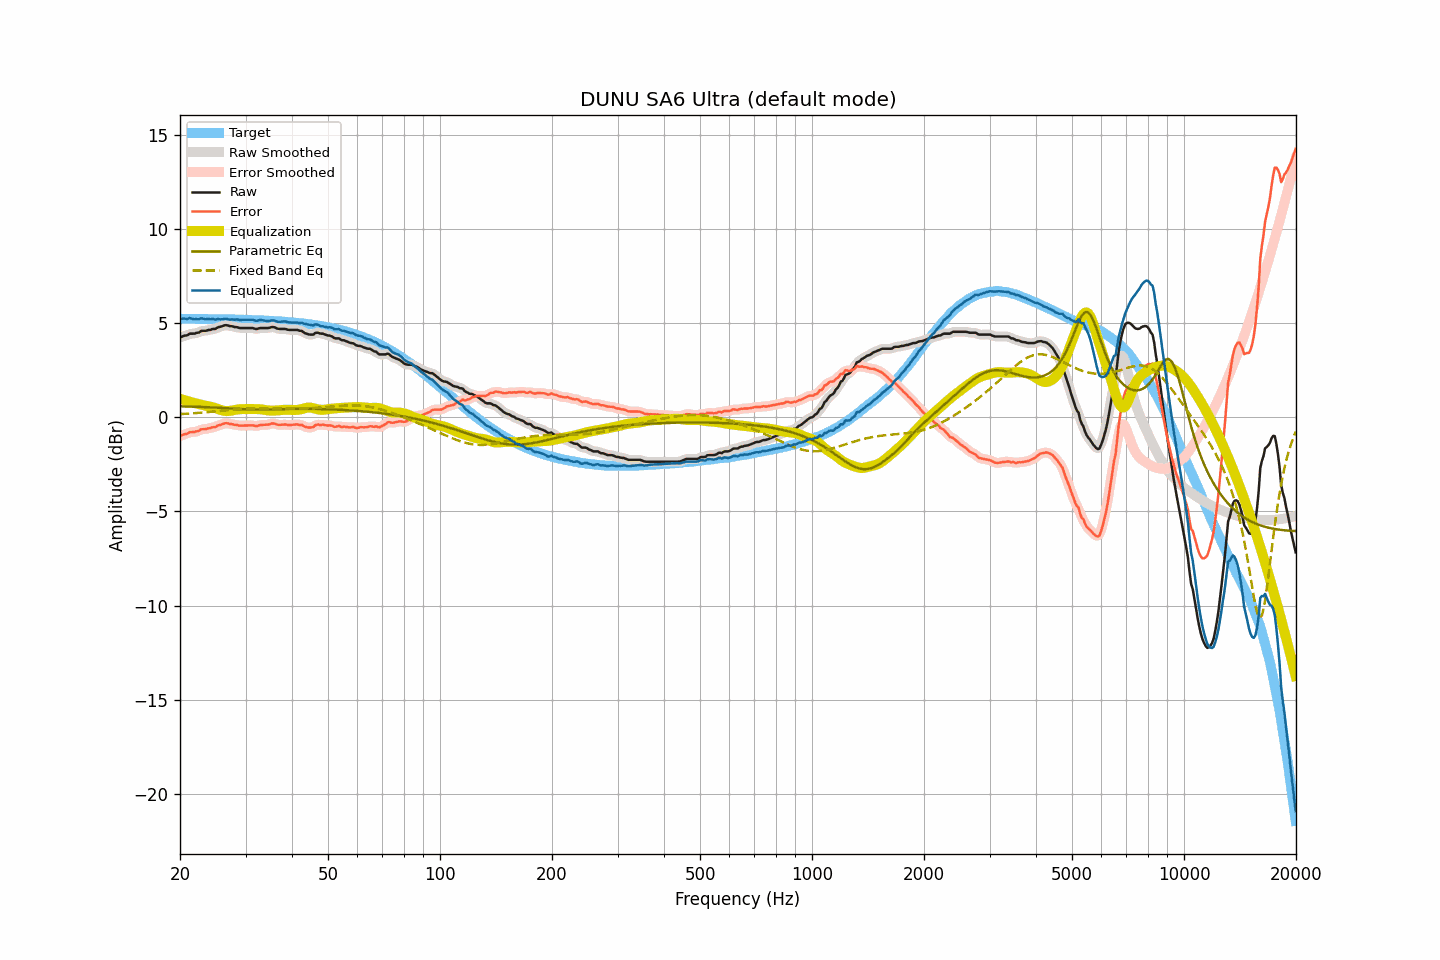 DUNU SA6 Ultra (default mode)
Target
Raw Smoothed
Error Smoothed
Raw
Error
Equalization
Parametric Eq
Fixed Band Eq
Equalized
15
10
5
0
−5
−10
−15
−20
Amplitude (dBr)
20 50 100 200 500 1000 2000 5000 10000 20000
Frequency (Hz)